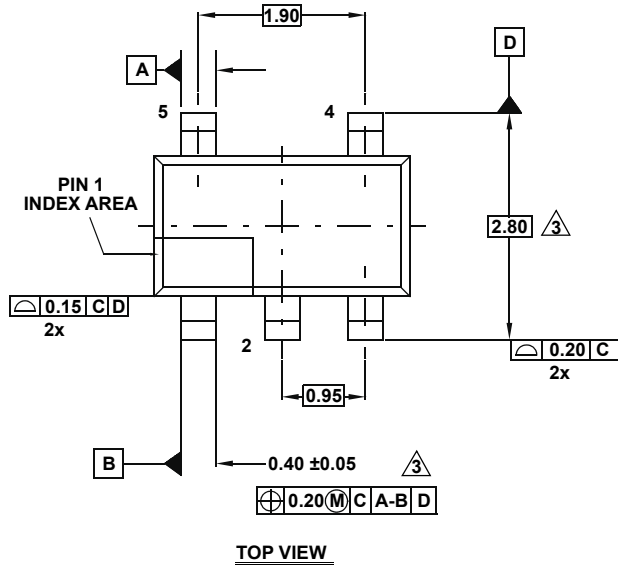 1.90
D
A
5
4
PIN 1
INDEX AREA
2.80 3
0.15 C D
2x
2
0.20 C
2x
0.95
B
0.40 ±0.05 3
0.20 M C A-B D
TOP VIEW